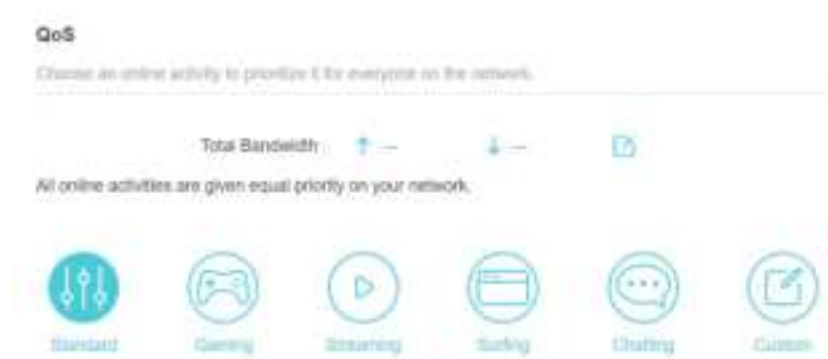 QoS
Choose an online activity to prioritize it for everyone on the network.
Total Bandwidth ↑ -- ↓ --
All online activities are given equal priority on your network.
Standard Gaming Streaming Surfing Chatting Custom